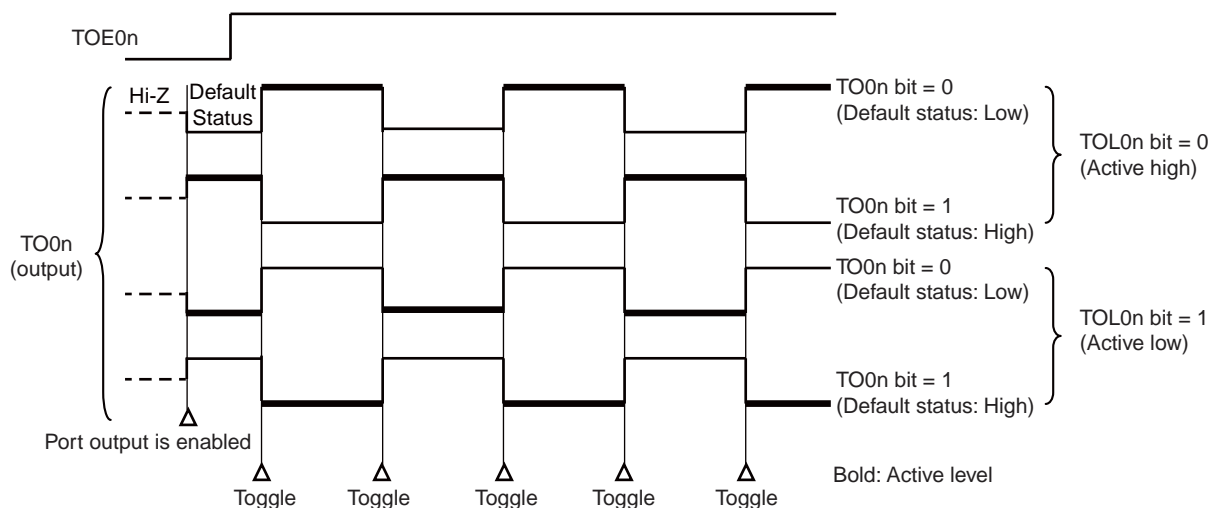 TOE0n
Hi-Z
Default
Status
TO0n bit = 0
(Default status: Low)
TOL0n bit = 0
(Active high)
TO0n bit = 1
(Default status: High)
TO0n
(output)
TO0n bit = 0
(Default status: Low)
TOL0n bit = 1
(Active low)
TO0n bit = 1
(Default status: High)
Port output is enabled
Bold: Active level
Toggle Toggle Toggle Toggle Toggle